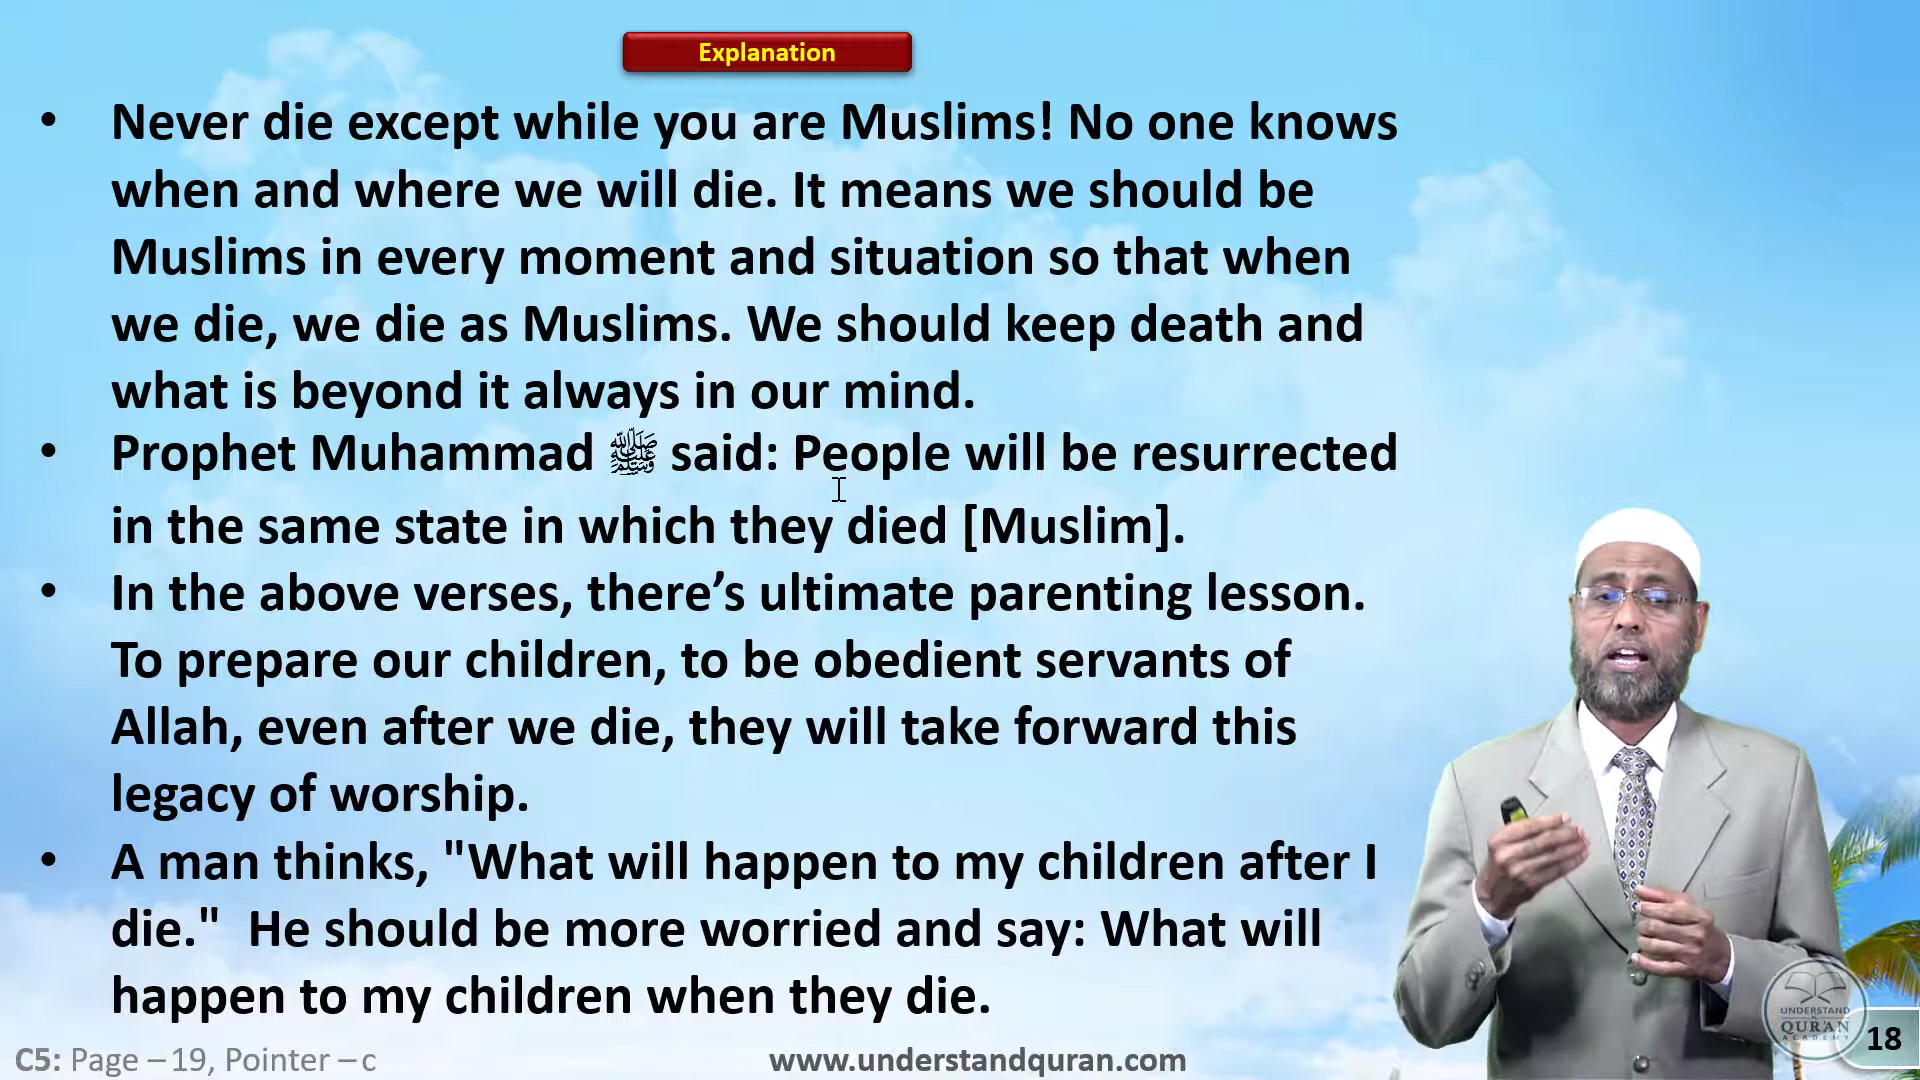 Explanation
• Never die except while you are Muslims! No one knows
when and where we will die. It means we should be
Muslims in every moment and situation so that when
we die, we die as Muslims. We should keep death and
what is beyond it always in our mind.
• Prophet Muhammad ﷺ said: People will be resurrected
in the same state in which they died [Muslim].
• In the above verses, there’s ultimate parenting lesson.
To prepare our children, to be obedient servants of
Allah, even after we die, they will take forward this
legacy of worship.
• A man thinks, "What will happen to my children after I
die."  He should be more worried and say: What will
happen to my children when they die.
UNDERSTAND
QURAN
ACADEMY
18
C5: Page – 19, Pointer – c
www.understandquran.com